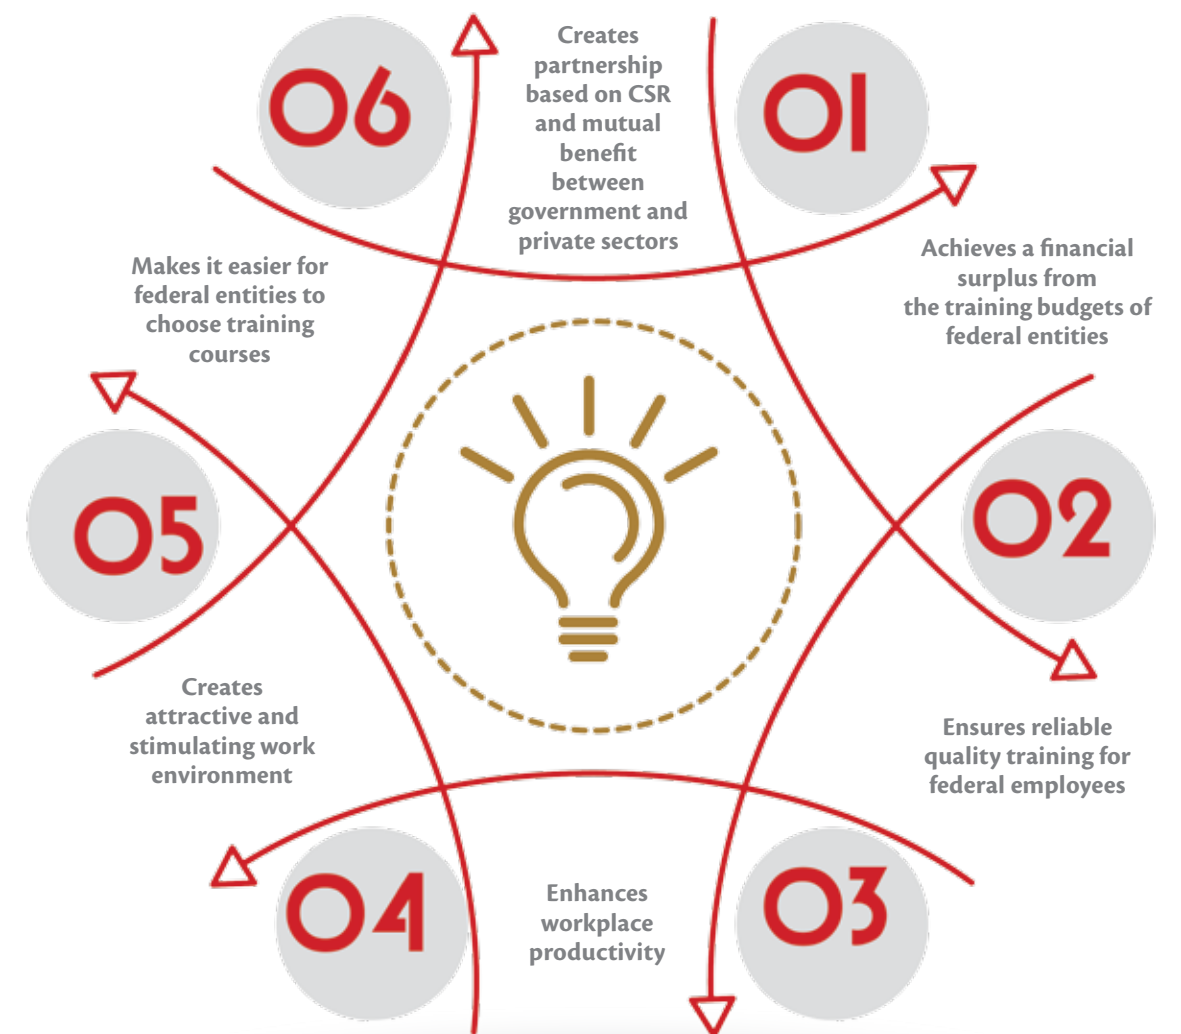 Creates
partnership
based on CSR
and mutual
benefit
between
government and
private sectors
01
Achieves a financial
surplus from
the training budgets of
federal entities
02
Ensures reliable
quality training for
federal employees
03
Enhances
workplace
productivity
04
Creates
attractive and
stimulating work
environment
05
Makes it easier for
federal entities to
choose training
courses
06